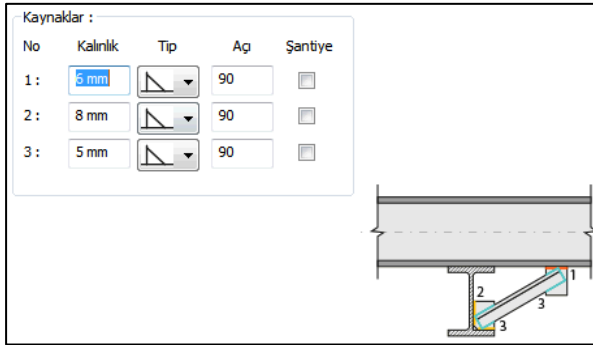 Kaynaklar :
No Kalınlık Tip Açı Şantiye
1 : 6 mm 90
2 : 8 mm 90
3 : 5 mm 90
1
2
3
3